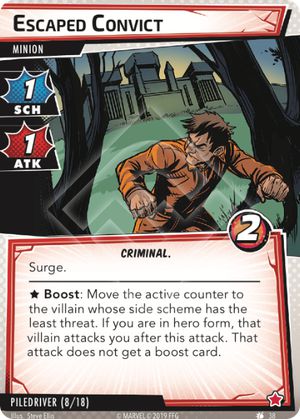 ESCAPED CONVICT
MINION
1
SCH
1
ATK
2
CRIMINAL.
Surge.
★ Boost: Move the active counter to
the villain whose side scheme has the
least threat. If you are in hero form, that
villain attacks you after this attack. That
attack does not get a boost card.
PILEDRIVER (8/18)
Illus. Steve Ellis
© MARVEL © 2019 FFG
38